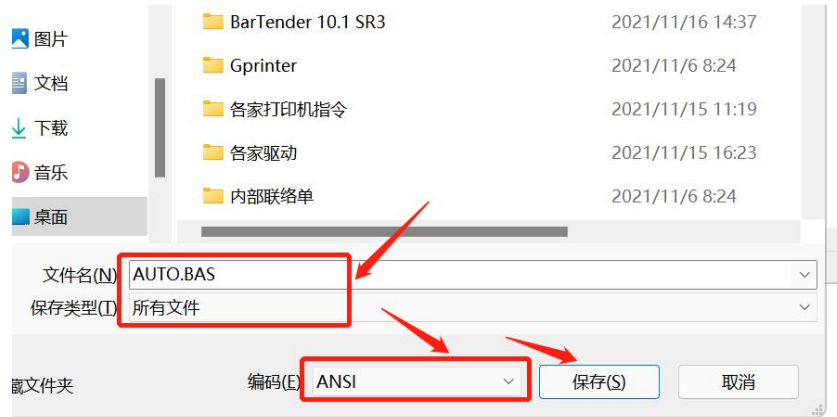 图片
BarTender 10.1 SR3 2021/11/16 14:37
文档
Gprinter 2021/11/6 8:24
下载
各家打印机指令 2021/11/15 11:19
音乐
各家驱动 2021/11/15 16:23
桌面
内部联络单 2021/11/6 8:24
文件名(N) AUTO.BAS
保存类型(T) 所有文件
文件夹 编码(E) ANSI 保存(S) 取消